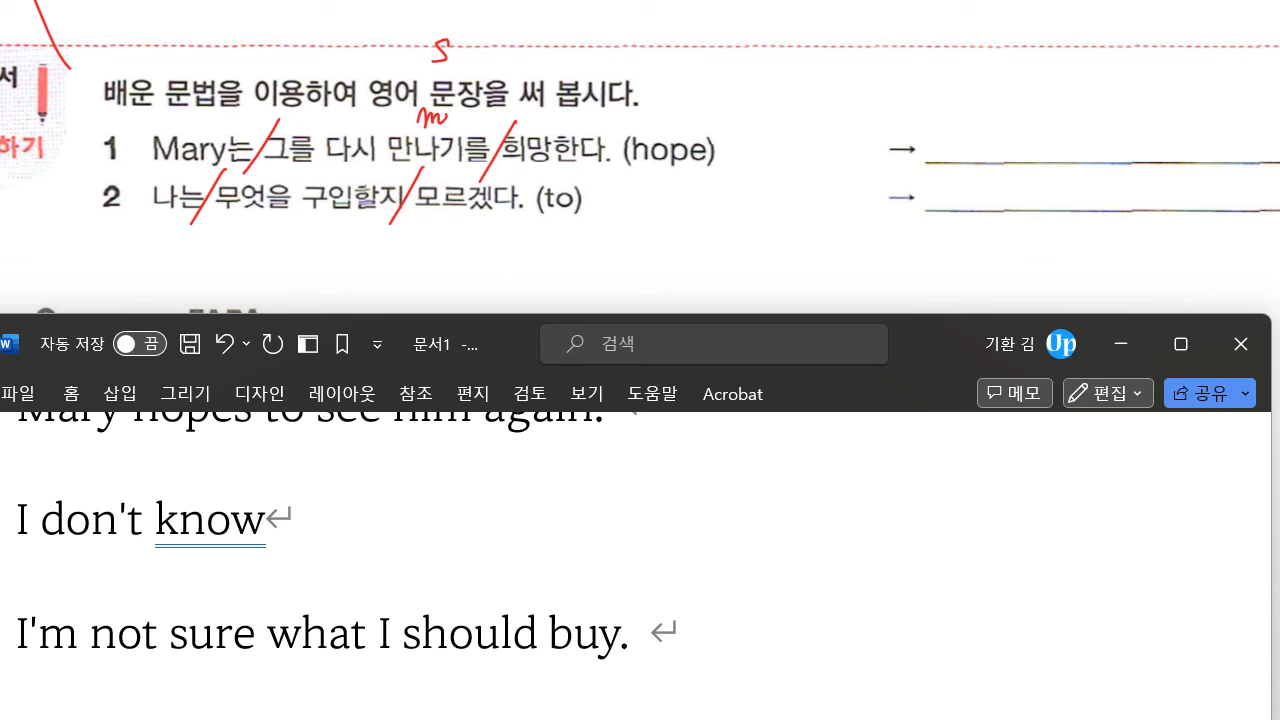 서
s
배운 문법을 이용하여 영어 문장을 써 봅시다.
하기
m
1 Mary는 그를 다시 만나기를 희망한다. (hope) →
2 나는 무엇을 구입할지 모르겠다. (to) →
자동 저장 끔 문서1 -... 검색 기환 김 Up
파일 홈 삽입 그리기 디자인 레이아웃 참조 편지 검토 보기 도움말 Acrobat 메모 편집 공유
Mary hopes to see him again.
I don't know
I'm not sure what I should buy.